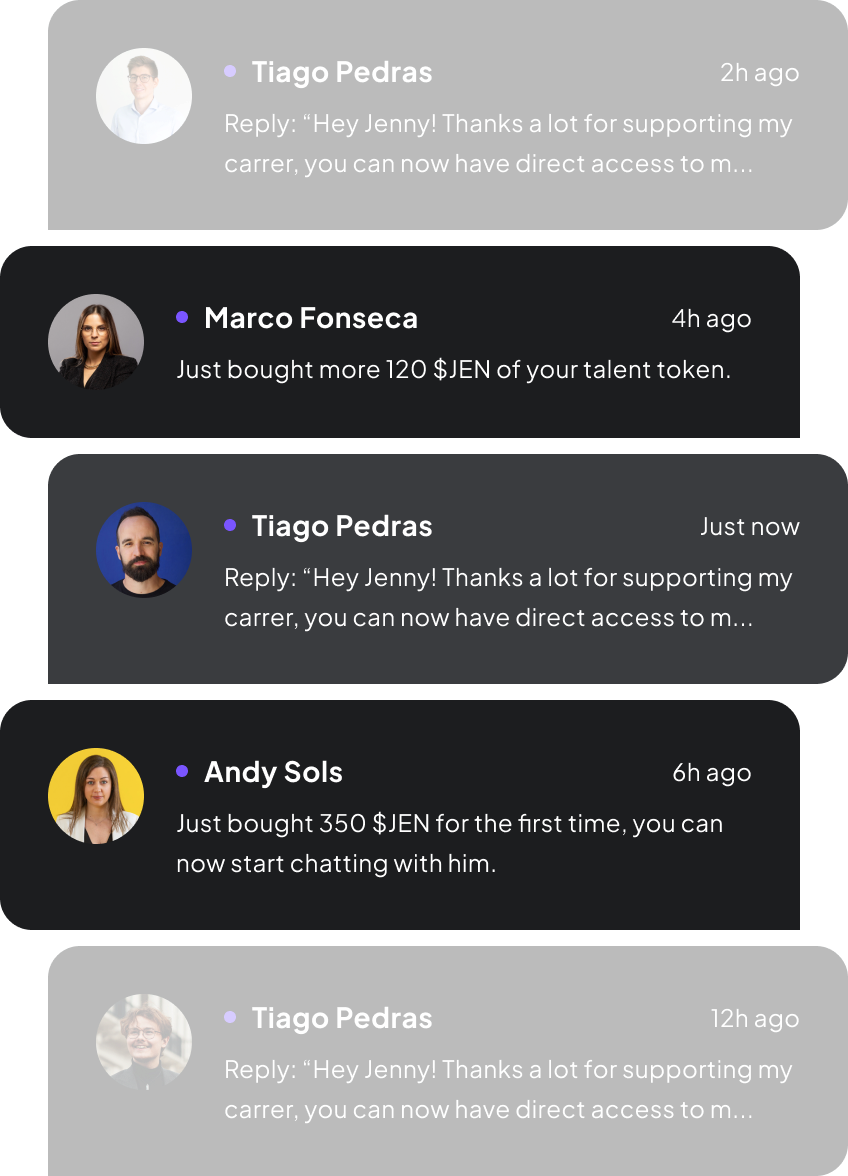 Tiago Pedras
2h ago
Reply: “Hey Jenny! Thanks a lot for supporting my
carrer, you can now have direct access to m...
Marco Fonseca
4h ago
Just bought more 120 $JEN of your talent token.
Tiago Pedras
Just now
Reply: “Hey Jenny! Thanks a lot for supporting my
carrer, you can now have direct access to m...
Andy Sols
6h ago
Just bought 350 $JEN for the first time, you can
now start chatting with him.
Tiago Pedras
12h ago
Reply: “Hey Jenny! Thanks a lot for supporting my
carrer, you can now have direct access to m...